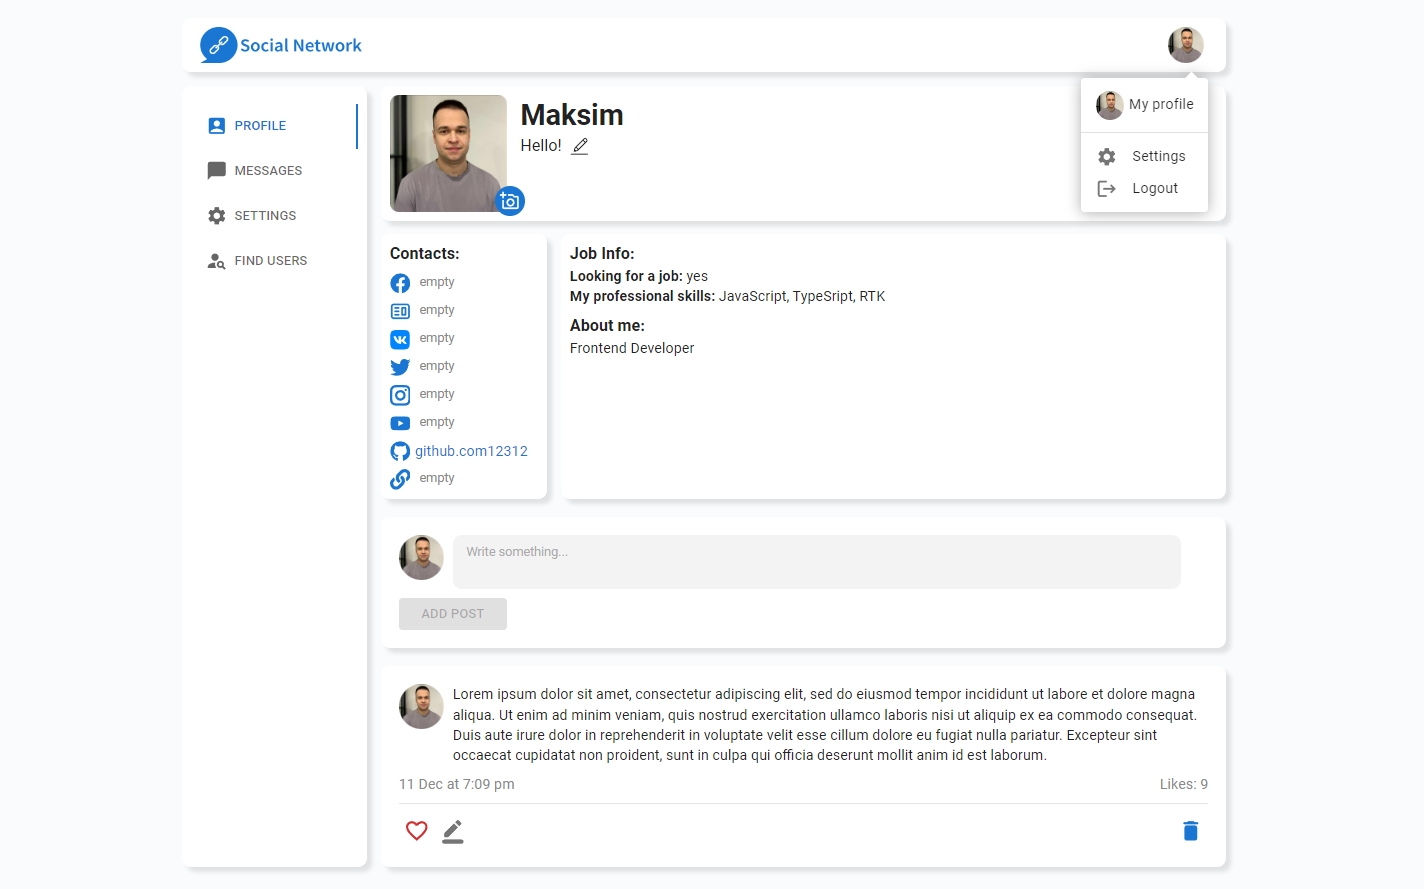 Social Network
My profile
Settings
Logout
PROFILE
MESSAGES
SETTINGS
FIND USERS
Maksim
Hello!
Contacts:
empty
empty
empty
empty
empty
empty
github.com12312
empty
Job Info:
Looking for a job: yes
My professional skills: JavaScript, TypeSript, RTK
About me:
Frontend Developer
Write something...
ADD POST
Lorem ipsum dolor sit amet, consectetur adipiscing elit, sed do eiusmod tempor incididunt ut labore et dolore magna
aliqua. Ut enim ad minim veniam, quis nostrud exercitation ullamco laboris nisi ut aliquip ex ea commodo consequat.
Duis aute irure dolor in reprehenderit in voluptate velit esse cillum dolore eu fugiat nulla pariatur. Excepteur sint
occaecat cupidatat non proident, sunt in culpa qui officia deserunt mollit anim id est laborum.
11 Dec at 7:09 pm
Likes: 9